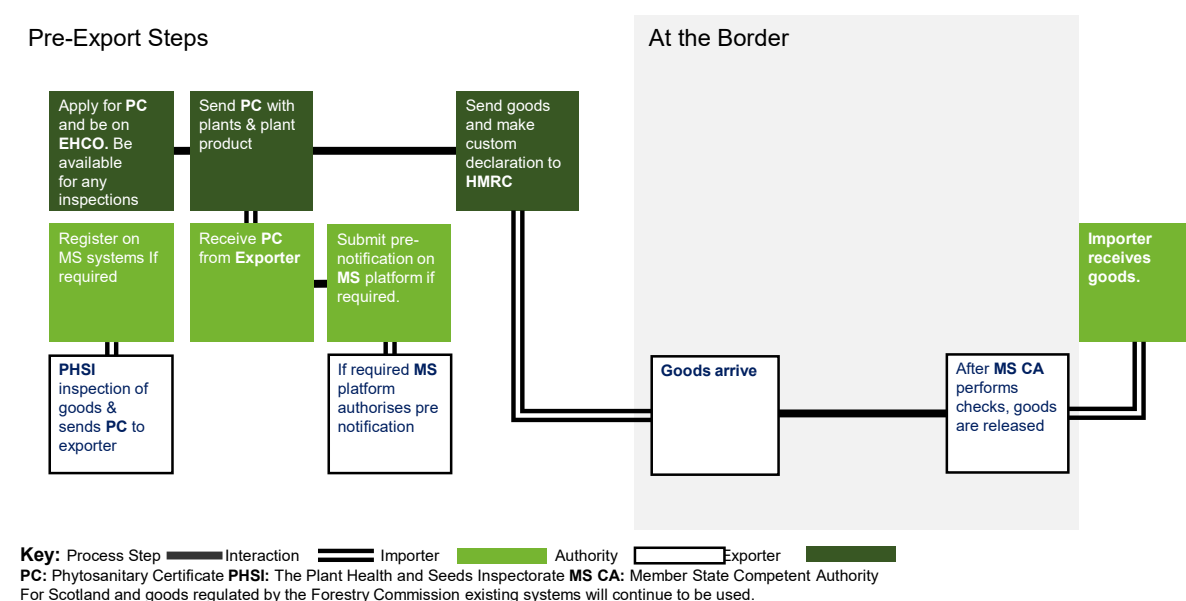 Pre-Export Steps
At the Border
Apply for PC
and be on
EHCO. Be
available
for any
inspections
Send PC with
plants & plant
product
Send goods
and make
custom
declaration to
HMRC
Register on
MS systems If
required
Receive PC
from Exporter
Submit pre-
notification on
MS platform if
required.
Importer
receives
goods.
PHSI
inspection of
goods &
sends PC to
exporter
If required MS
platform
authorises pre
notification
Goods arrive
After MS CA
performs
checks, goods
are released
Key: Process Step Interaction Importer Authority Exporter
PC: Phytosanitary Certificate PHSI: The Plant Health and Seeds Inspectorate MS CA: Member State Competent Authority
For Scotland and goods regulated by the Forestry Commission existing systems will continue to be used.